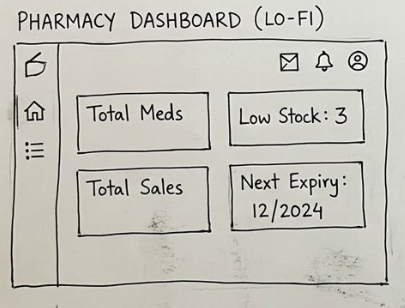 PHARMACY DASHBOARD (LO-FI)
Total Meds
Low Stock: 3
Total Sales
Next Expiry:
12/2024